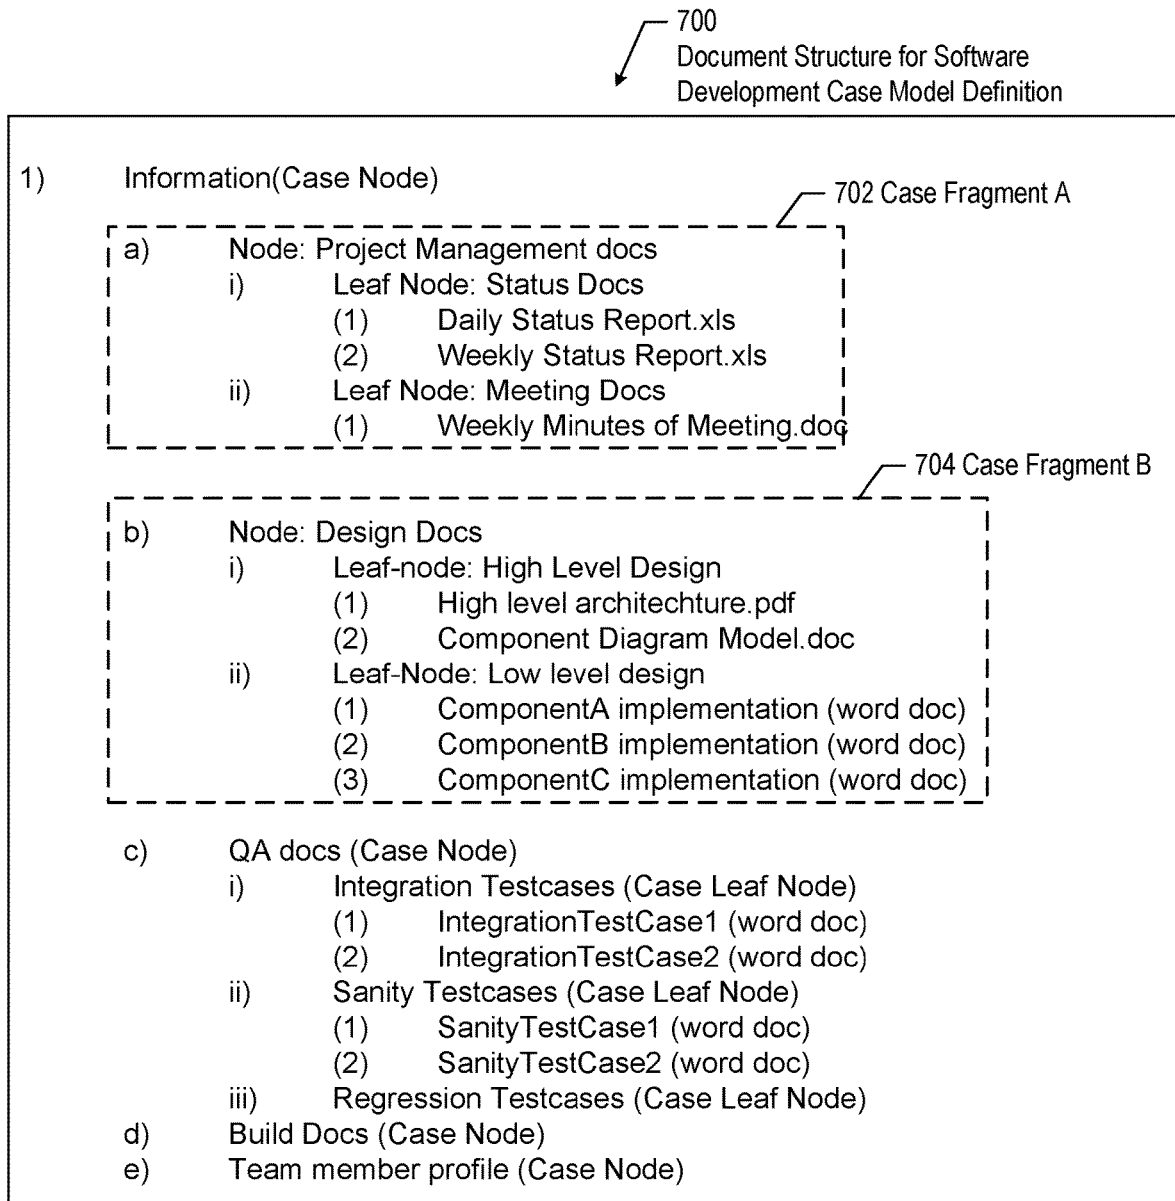 700
Document Structure for Software
Development Case Model Definition
1) Information(Case Node)
702 Case Fragment A
a) Node: Project Management docs
i) Leaf Node: Status Docs
(1) Daily Status Report.xls
(2) Weekly Status Report.xls
ii) Leaf Node: Meeting Docs
(1) Weekly Minutes of Meeting.doc
704 Case Fragment B
b) Node: Design Docs
i) Leaf-node: High Level Design
(1) High level architechture.pdf
(2) Component Diagram Model.doc
ii) Leaf-Node: Low level design
(1) ComponentA implementation (word doc)
(2) ComponentB implementation (word doc)
(3) ComponentC implementation (word doc)
c) QA docs (Case Node)
i) Integration Testcases (Case Leaf Node)
(1) IntegrationTestCase1 (word doc)
(2) IntegrationTestCase2 (word doc)
ii) Sanity Testcases (Case Leaf Node)
(1) SanityTestCase1 (word doc)
(2) SanityTestCase2 (word doc)
iii) Regression Testcases (Case Leaf Node)
d) Build Docs (Case Node)
e) Team member profile (Case Node)